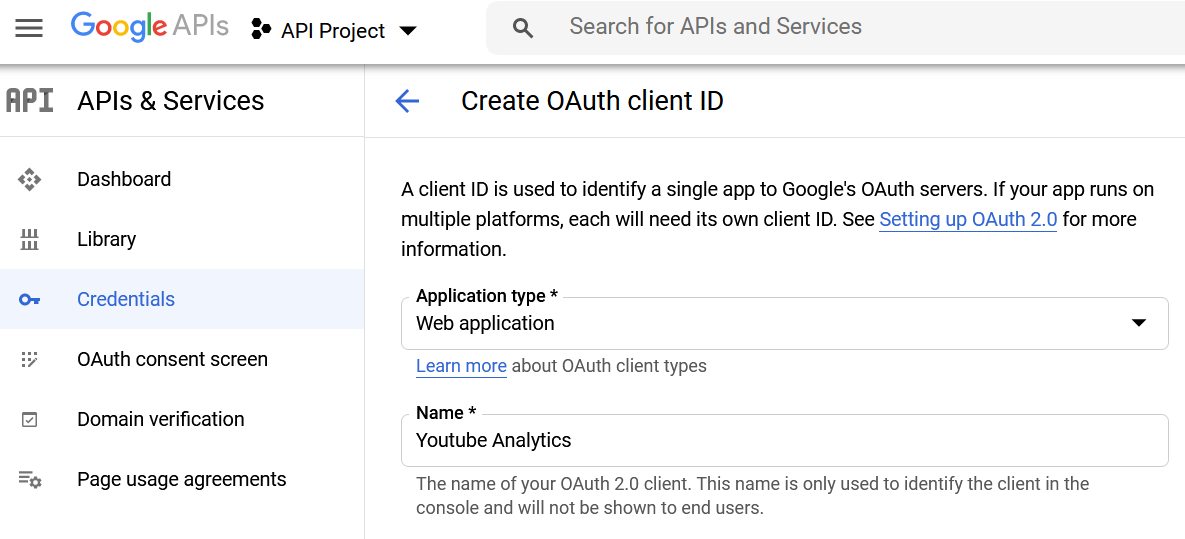 Google APIs
API Project
Search for APIs and Services
API
APIs & Services
Create OAuth client ID
Dashboard
Library
Credentials
OAuth consent screen
Domain verification
Page usage agreements
A client ID is used to identify a single app to Google's OAuth servers. If your app runs on
multiple platforms, each will need its own client ID. See Setting up OAuth 2.0 for more
information.
Application type *
Web application
Learn more about OAuth client types
Name *
Youtube Analytics
The name of your OAuth 2.0 client. This name is only used to identify the client in the
console and will not be shown to end users.